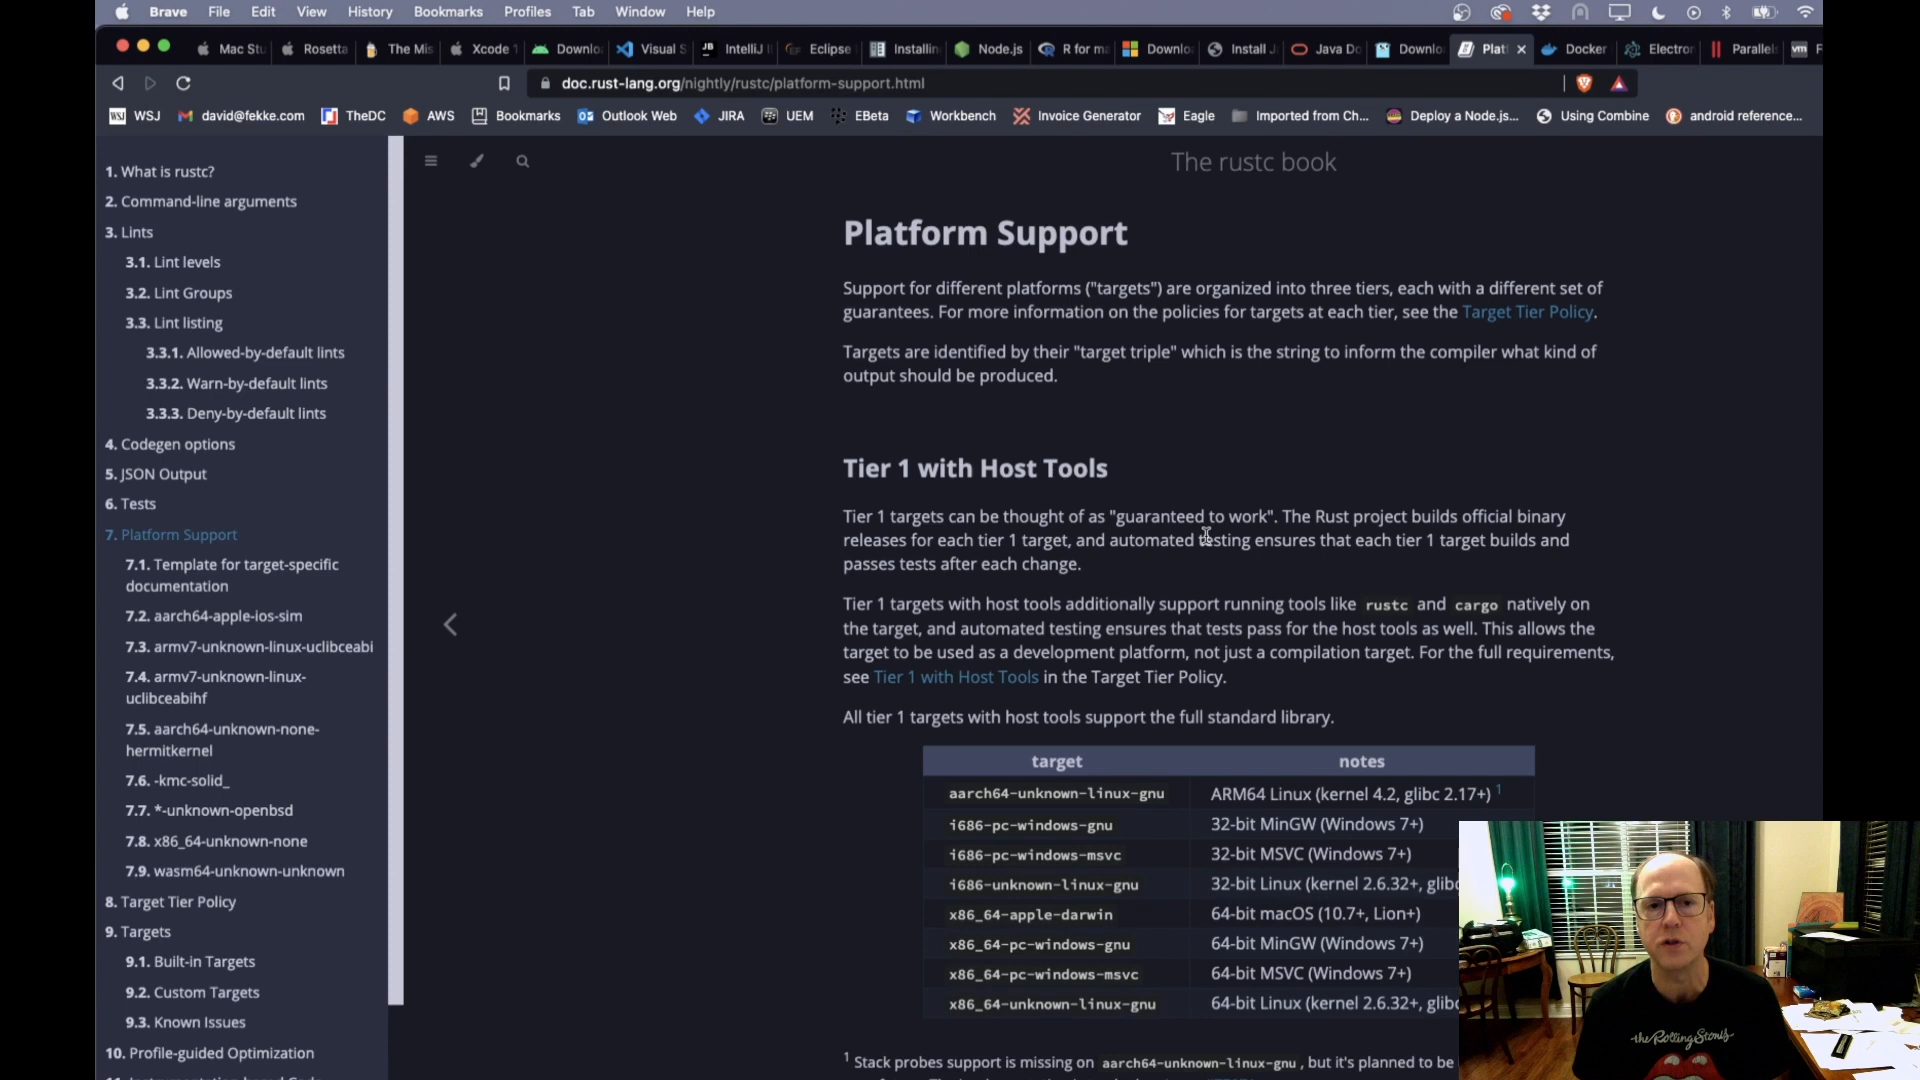 Brave File Edit View History Bookmarks Profiles Tab Window Help
Mac Stu Rosetta The Mis Xcode 1 Downlo Visual S IntelliJ I Eclipse Installin Node.js R for ma Downlo Install J Java Do Downlo Plat Docker Electron Parallel
doc.rust-lang.org/nightly/rustc/platform-support.html
WSJ david@fekke.com TheDC AWS Bookmarks Outlook Web JIRA UEM EBeta Workbench Invoice Generator Eagle Imported from Ch... Deploy a Node.js... Using Combine android reference...
1. What is rustc?
2. Command-line arguments
3. Lints
3.1. Lint levels
3.2. Lint Groups
3.3. Lint listing
3.3.1. Allowed-by-default lints
3.3.2. Warn-by-default lints
3.3.3. Deny-by-default lints
4. Codegen options
5. JSON Output
6. Tests
7. Platform Support
7.1. Template for target-specific
documentation
7.2. aarch64-apple-ios-sim
7.3. armv7-unknown-linux-uclibceabi
7.4. armv7-unknown-linux-
uclibceabihf
7.5. aarch64-unknown-none-
hermitkernel
7.6. -kmc-solid_
7.7. *-unknown-openbsd
7.8. x86_64-unknown-none
7.9. wasm64-unknown-unknown
8. Target Tier Policy
9. Targets
9.1. Built-in Targets
9.2. Custom Targets
9.3. Known Issues
10. Profile-guided Optimization
The rustc book
Platform Support
Support for different platforms ("targets") are organized into three tiers, each with a different set of
guarantees. For more information on the policies for targets at each tier, see the Target Tier Policy.
Targets are identified by their "target triple" which is the string to inform the compiler what kind of
output should be produced.
Tier 1 with Host Tools
Tier 1 targets can be thought of as "guaranteed to work". The Rust project builds official binary
releases for each tier 1 target, and automated testing ensures that each tier 1 target builds and
passes tests after each change.
Tier 1 targets with host tools additionally support running tools like rustc and cargo natively on
the target, and automated testing ensures that tests pass for the host tools as well. This allows the
target to be used as a development platform, not just a compilation target. For the full requirements,
see Tier 1 with Host Tools in the Target Tier Policy.
All tier 1 targets with host tools support the full standard library.
target notes
aarch64-unknown-linux-gnu ARM64 Linux (kernel 4.2, glibc 2.17+) 1
i686-pc-windows-gnu 32-bit MinGW (Windows 7+)
i686-pc-windows-msvc 32-bit MSVC (Windows 7+)
i686-unknown-linux-gnu 32-bit Linux (kernel 2.6.32+, glibc
x86_64-apple-darwin 64-bit macOS (10.7+, Lion+)
x86_64-pc-windows-gnu 64-bit MinGW (Windows 7+)
x86_64-pc-windows-msvc 64-bit MSVC (Windows 7+)
x86_64-unknown-linux-gnu 64-bit Linux (kernel 2.6.32+, glibc
1 Stack probes support is missing on aarch64-unknown-linux-gnu, but it's planned to be
the Rolling Stones